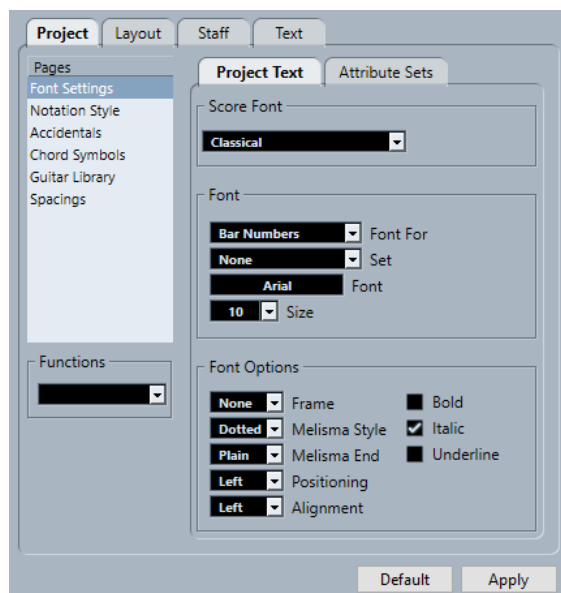 Project Layout Staff Text
Pages
Font Settings
Notation Style
Accidentals
Chord Symbols
Guitar Library
Spacings
Functions
Project Text Attribute Sets
Score Font
Classical
Font
Bar Numbers Font For
None Set
Arial Font
10 Size
Font Options
None Frame Bold
Dotted Melisma Style Italic
Plain Melisma End Underline
Left Positioning
Left Alignment
Default Apply